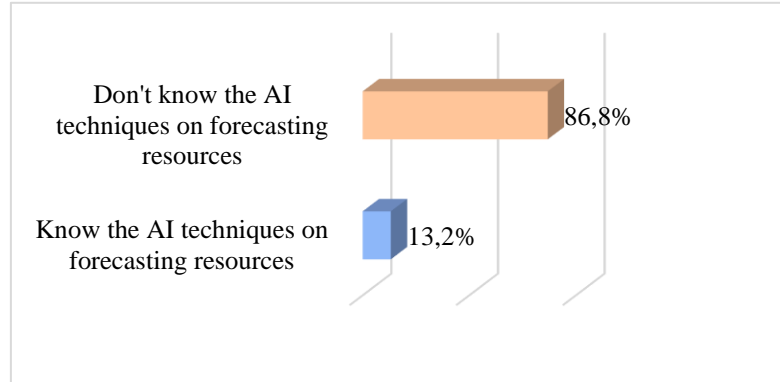 Don't know the AI
techniques on forecasting
resources
86,8%
Know the AI techniques on
forecasting resources
13,2%